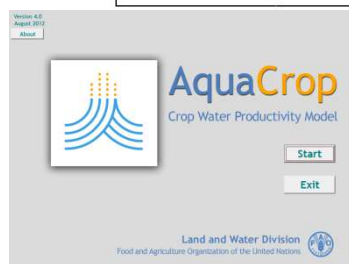 Version 4.0
August 2012
About
AquaCrop
Crop Water Productivity Model
Start
Exit
Land and Water Division
Food and Agriculture Organization of the United Nations